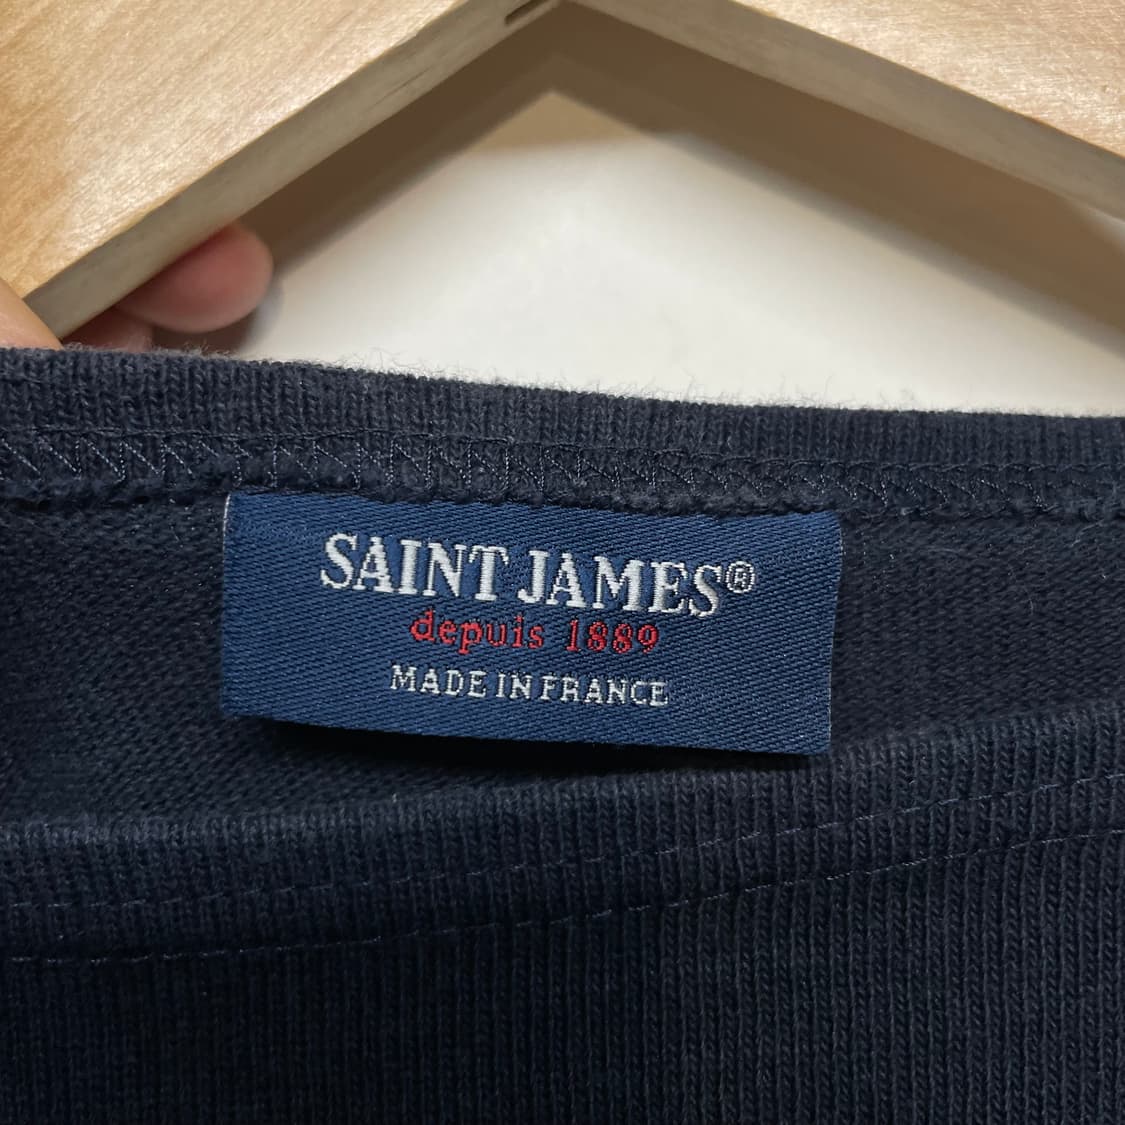 SAINT JAMES®
depuis 1889
MADE IN FRANCE